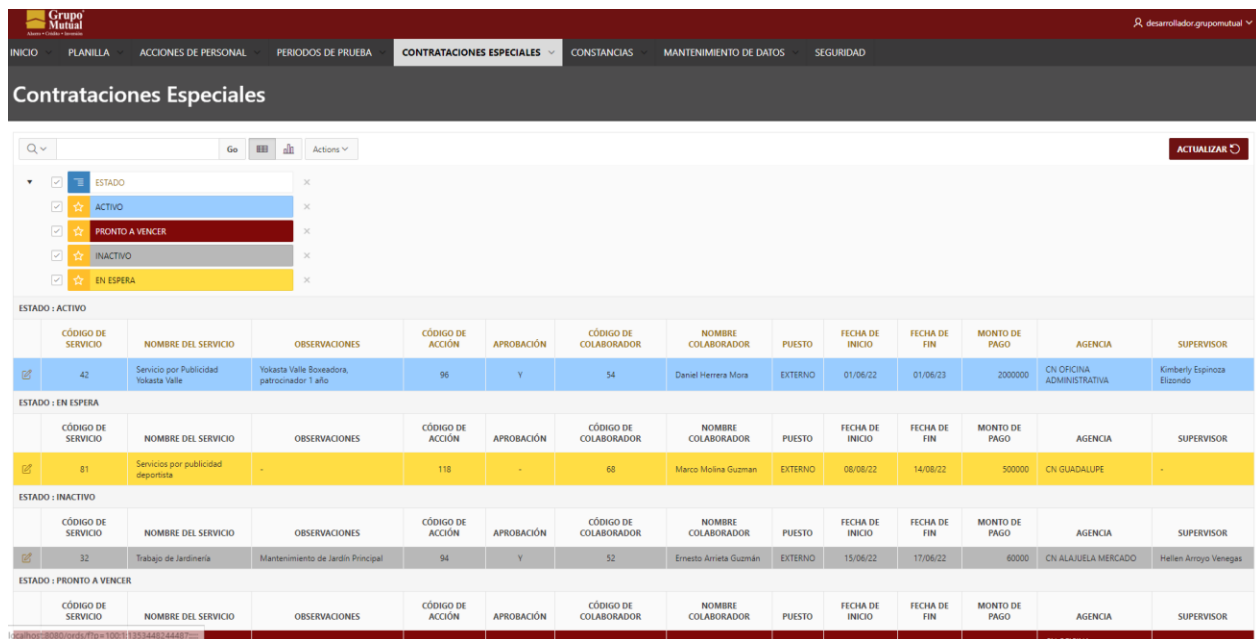 Grupo
Mutual
Ahorro • Crédito • Inversión
desarrollador.grupomutual
INICIO PLANILLA ACCIONES DE PERSONAL PERIODOS DE PRUEBA CONTRATACIONES ESPECIALES CONSTANCIAS MANTENIMIENTO DE DATOS SEGURIDAD
Contrataciones Especiales
Go Actions ACTUALIZAR
ESTADO
ACTIVO
PRONTO A VENCER
INACTIVO
EN ESPERA
ESTADO : ACTIVO
CÓDIGO DE SERVICIO NOMBRE DEL SERVICIO OBSERVACIONES CÓDIGO DE ACCIÓN APROBACIÓN CÓDIGO DE COLABORADOR NOMBRE COLABORADOR PUESTO FECHA DE INICIO FECHA DE FIN MONTO DE PAGO AGENCIA SUPERVISOR
42 Servicio por Publicidad Yokasta Valle Yokasta Valle Boxeadora, patrocinador 1 año 96 Y 54 Daniel Herrera Mora EXTERNO 01/06/22 01/06/23 2000000 CN OFICINA ADMINISTRATIVA Kimberly Espinoza Elizondo
ESTADO : EN ESPERA
CÓDIGO DE SERVICIO NOMBRE DEL SERVICIO OBSERVACIONES CÓDIGO DE ACCIÓN APROBACIÓN CÓDIGO DE COLABORADOR NOMBRE COLABORADOR PUESTO FECHA DE INICIO FECHA DE FIN MONTO DE PAGO AGENCIA SUPERVISOR
81 Servicios por publicidad deportista - 118 - 68 Marco Molina Guzman EXTERNO 08/08/22 14/08/22 500000 CN GUADALUPE -
ESTADO : INACTIVO
CÓDIGO DE SERVICIO NOMBRE DEL SERVICIO OBSERVACIONES CÓDIGO DE ACCIÓN APROBACIÓN CÓDIGO DE COLABORADOR NOMBRE COLABORADOR PUESTO FECHA DE INICIO FECHA DE FIN MONTO DE PAGO AGENCIA SUPERVISOR
32 Trabajo de Jardinería Mantenimiento de Jardín Principal 94 Y 52 Ernesto Arrieta Guzmán EXTERNO 15/06/22 17/06/22 60000 CN ALAJUELA MERCADO Hellen Arroyo Venegas
ESTADO : PRONTO A VENCER
CÓDIGO DE SERVICIO NOMBRE DEL SERVICIO OBSERVACIONES CÓDIGO DE ACCIÓN APROBACIÓN CÓDIGO DE COLABORADOR NOMBRE COLABORADOR PUESTO FECHA DE INICIO FECHA DE FIN MONTO DE PAGO AGENCIA SUPERVISOR